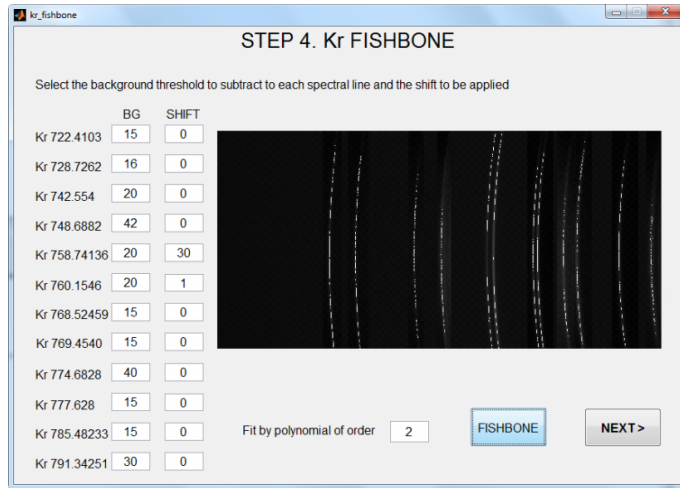 kr_fishbone
STEP 4. Kr FISHBONE
Select the background threshold to subtract to each spectral line and the shift to be applied
BG SHIFT
Kr 722.4103 15 0
Kr 728.7262 16 0
Kr 742.554 20 0
Kr 748.6882 42 0
Kr 758.74136 20 30
Kr 760.1546 20 1
Kr 768.52459 15 0
Kr 769.4540 15 0
Kr 774.6828 40 0
Kr 777.628 15 0
Kr 785.48233 15 0
Kr 791.34251 30 0
Fit by polynomial of order 2
FISHBONE
NEXT >